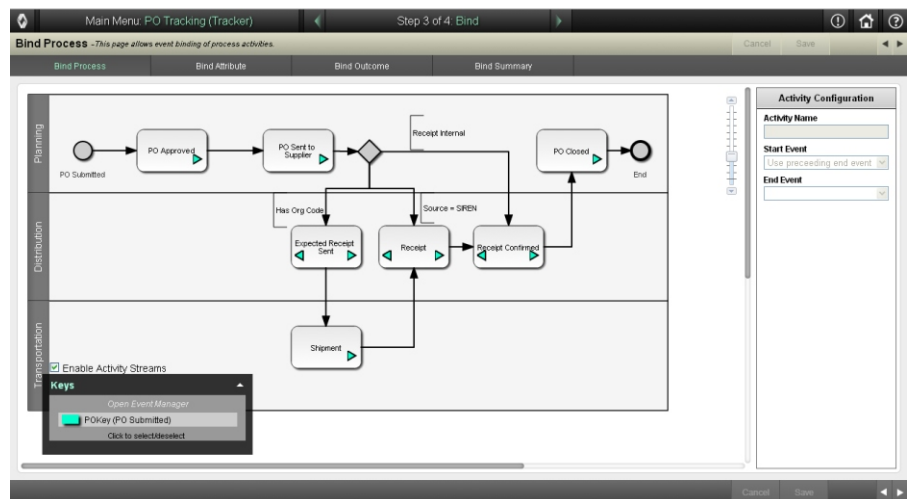 Main Menu: PO Tracking (Tracker)
Step 3 of 4: Bind
Bind Process - This page allows event binding of process activities.
Cancel
Save
Bind Process
Bind Attribute
Bind Outcome
Bind Summary
Planning
PO Submitted
PO Approved
PO Sent to
Supplier
Receipt Internal
PO Closed
End
Distribution
Has Org Code
Source = SIREN
Expected Receipt
Sent
Receipt
Receipt Confirmed
Transportation
Shipment
Enable Activity Streams
Keys
Open Event Manager
POKey (PO Submitted)
Click to select/deselect
Activity Configuration
Activity Name
Start Event
Use preceeding end event
End Event
Cancel
Save